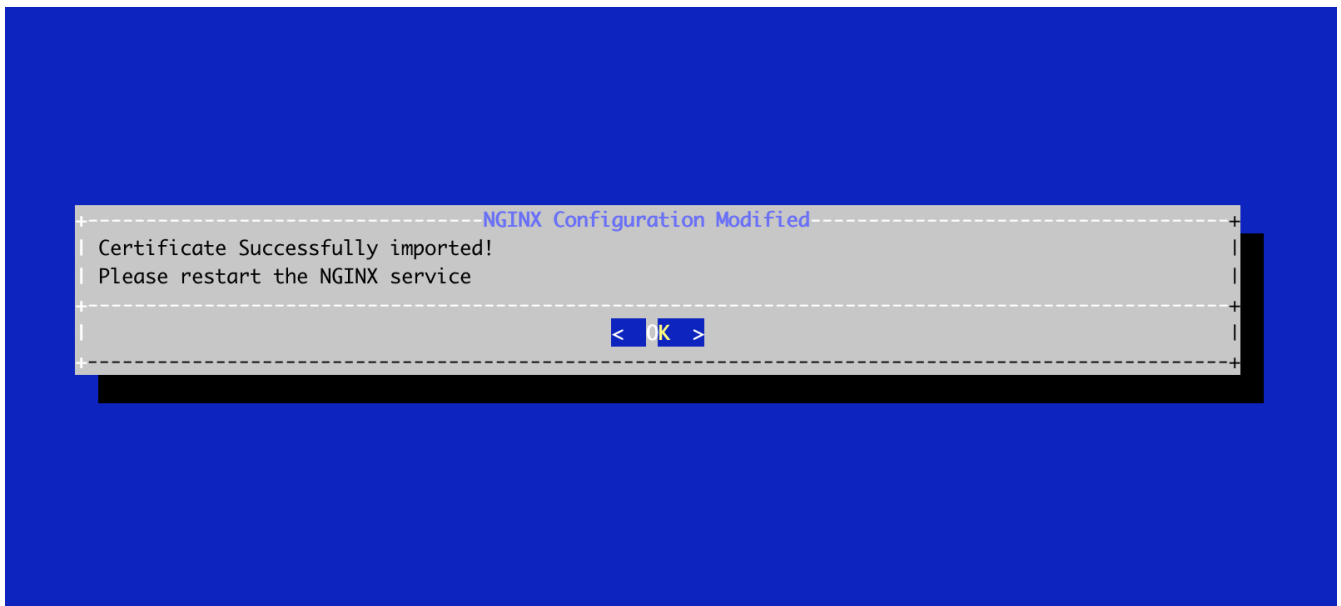 NGINX Configuration Modified
Certificate Successfully imported!
Please restart the NGINX service
< OK >